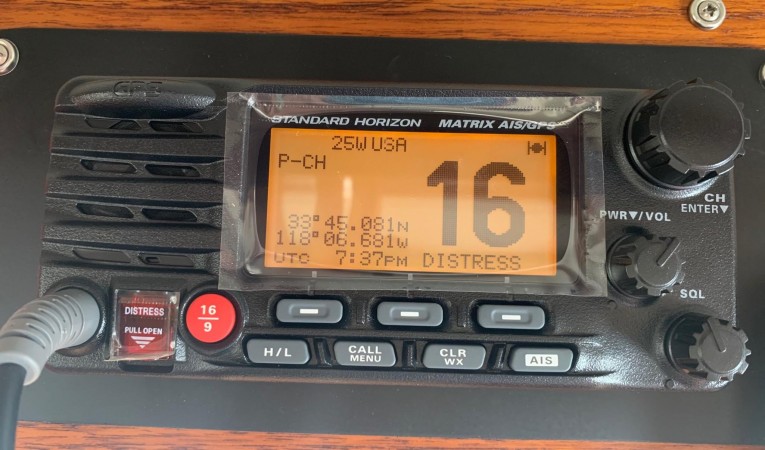 GPS
STANDARD HORIZON MATRIX AIS/GPS
25W USA
P-CH
16
33°45.081N
118°06.681W
UTC 7:37PM DISTRESS
CH
ENTER▼
PWR▼/VOL
SQL
DISTRESS
PULL OPEN
16
9
H/L
CALL
MENU
CLR
WX
AIS